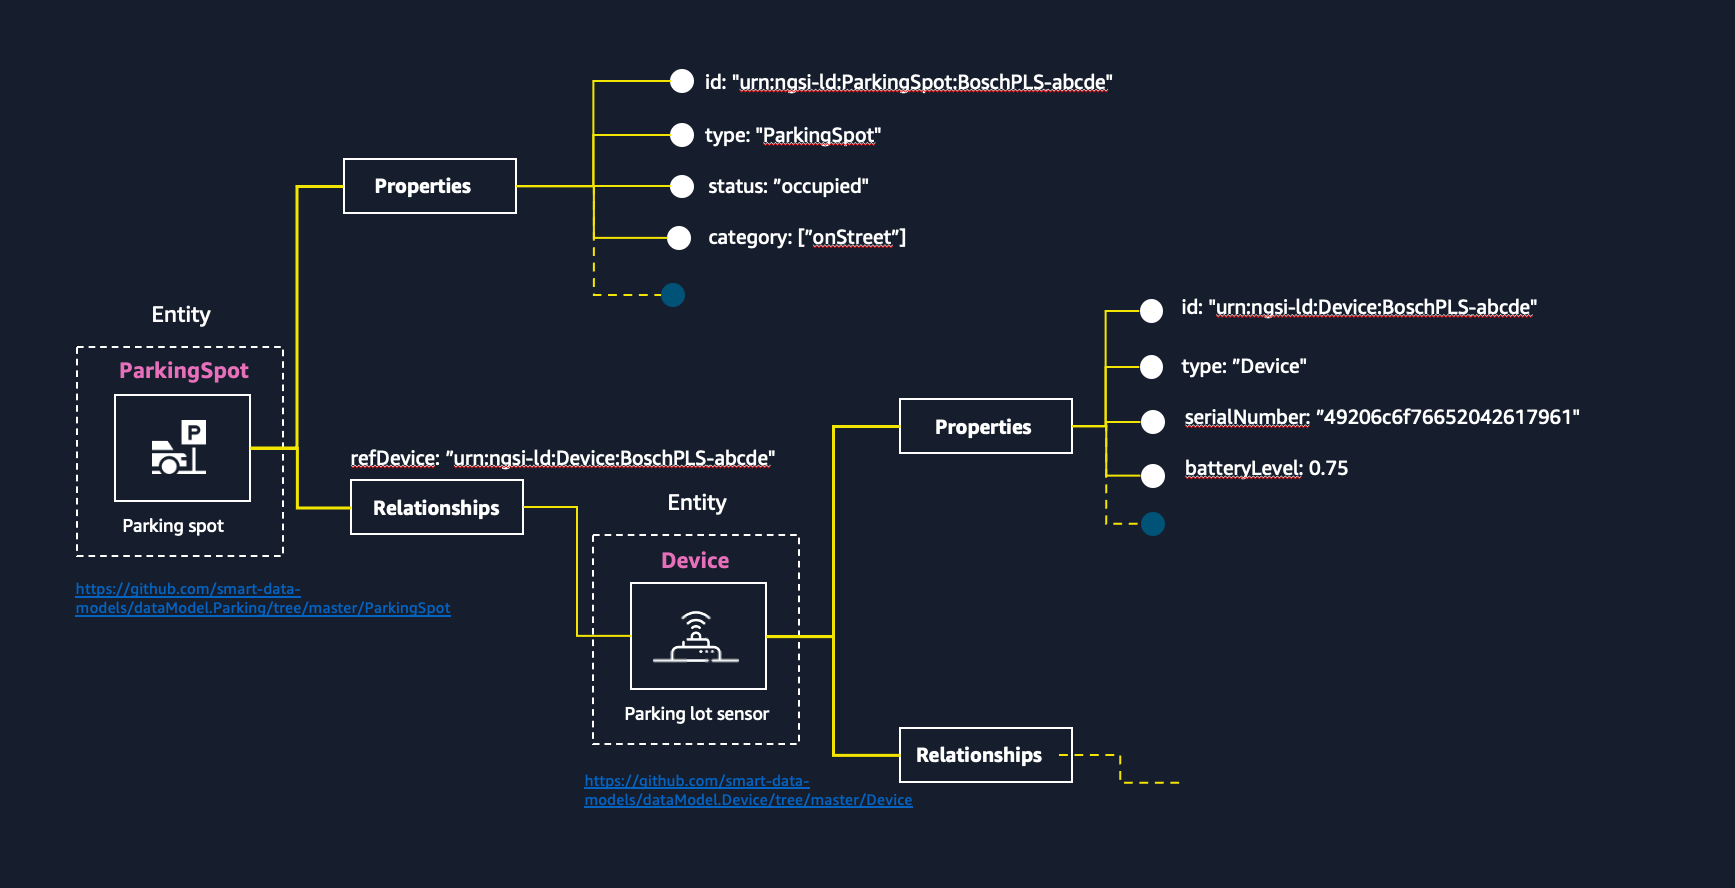 id: "urn:ngsi-ld:ParkingSpot:BoschPLS-abcde"
type: "ParkingSpot"
Properties
status: ”occupied"
category: [”onStreet”]
Entity
ParkingSpot
P
Parking spot
https://github.com/smart-data-
models/dataModel.Parking/tree/master/ParkingSpot
refDevice: ”urn:ngsi-ld:Device:BoschPLS-abcde"
Relationships
Entity
Device
Parking lot sensor
https://github.com/smart-data-
models/dataModel.Device/tree/master/Device
id: "urn:ngsi-ld:Device:BoschPLS-abcde"
type: ”Device"
Properties
serialNumber: ”49206c6f76652042617961"
batteryLevel: 0.75
Relationships